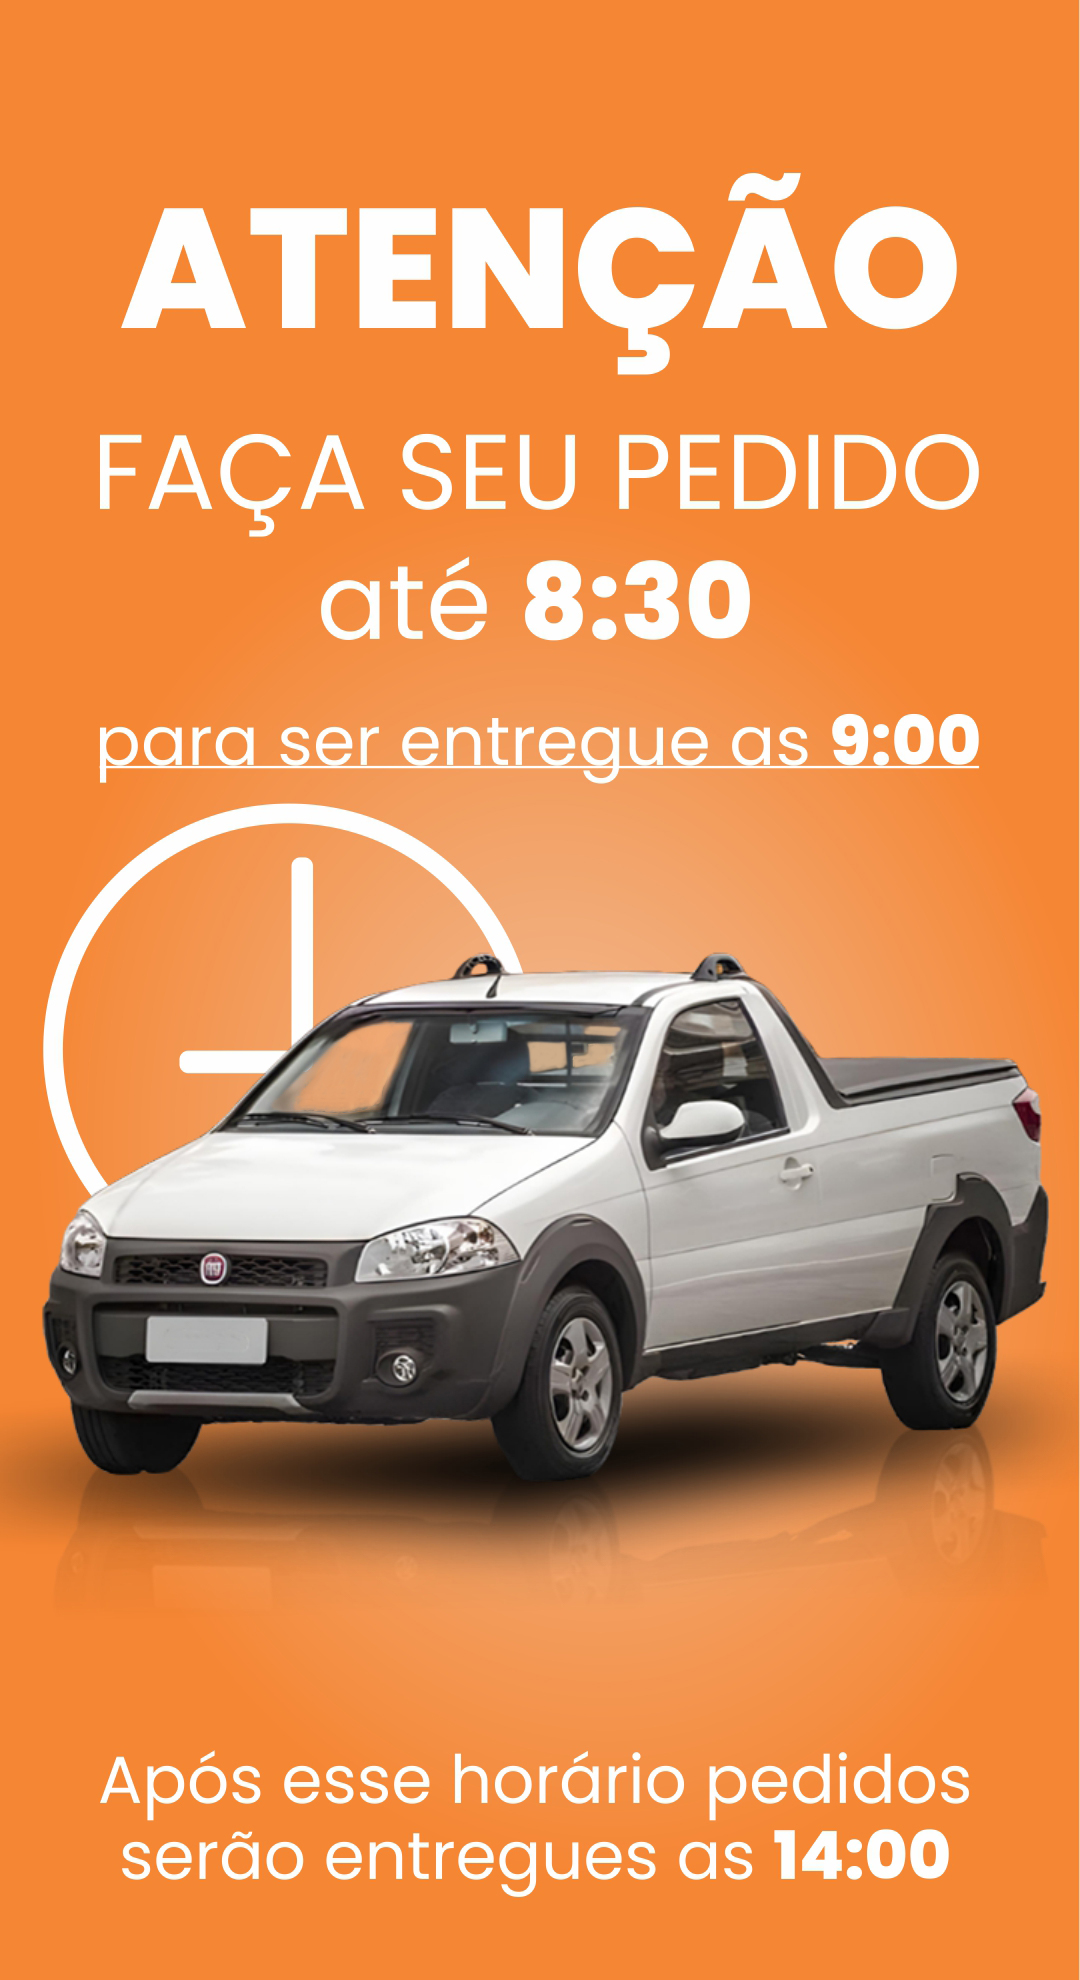 ATENÇÃO
FAÇA SEU PEDIDO
até 8:30
para ser entregue as 9:00
Após esse horário pedidos
serão entregues as 14:00